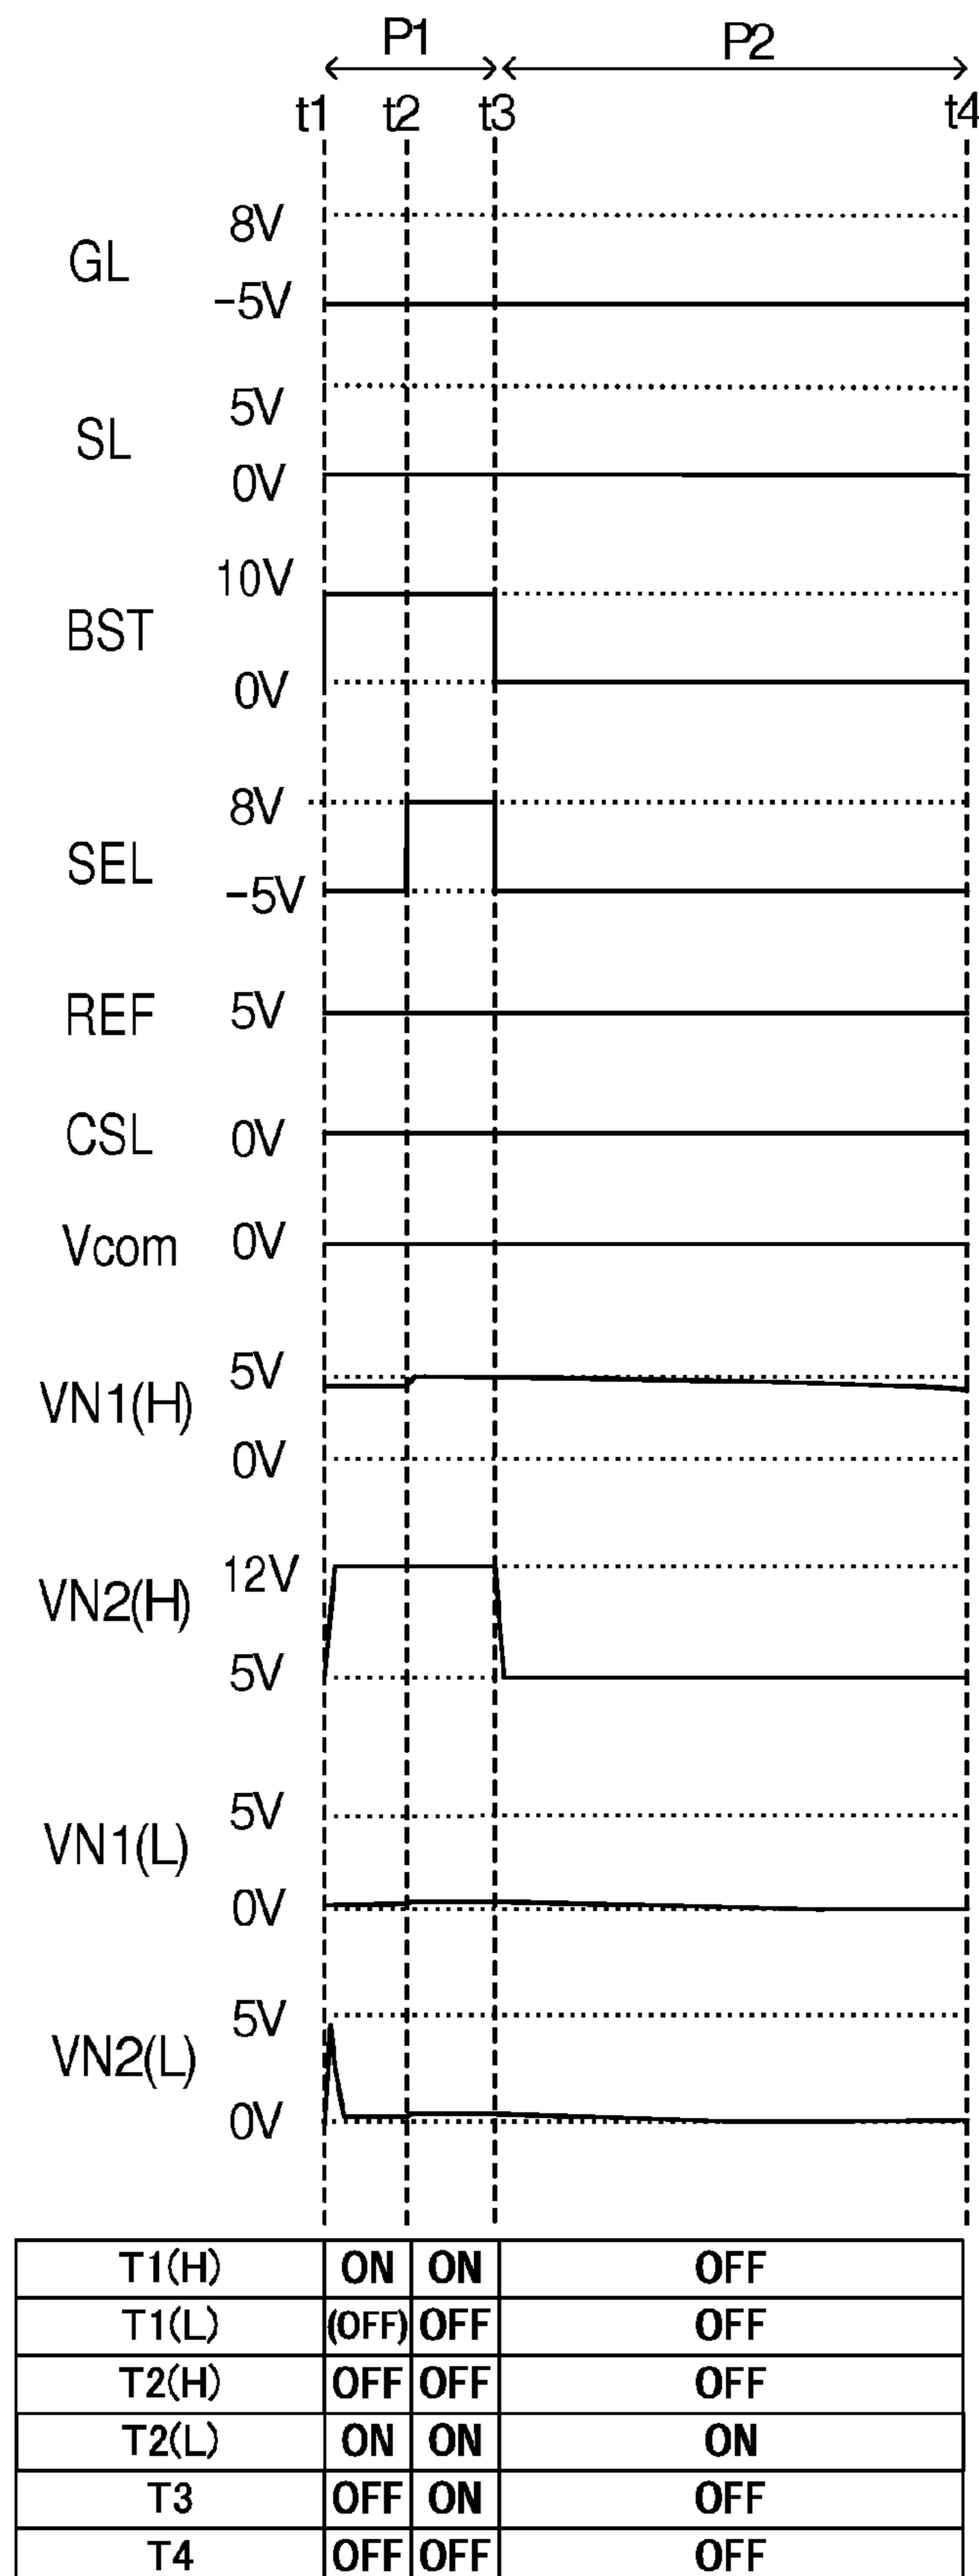 P1 P2
t1 t2 t3 t4
GL 8V
-5V
SL 5V
0V
BST 10V
0V
SEL 8V
-5V
REF 5V
CSL 0V
Vcom 0V
VN1(H) 5V
0V
VN2(H) 12V
5V
VN1(L) 5V
0V
VN2(L) 5V
0V
T1(H) ON ON OFF
T1(L) (OFF) OFF OFF
T2(H) OFF OFF OFF
T2(L) ON ON ON
T3 OFF ON OFF
T4 OFF OFF OFF